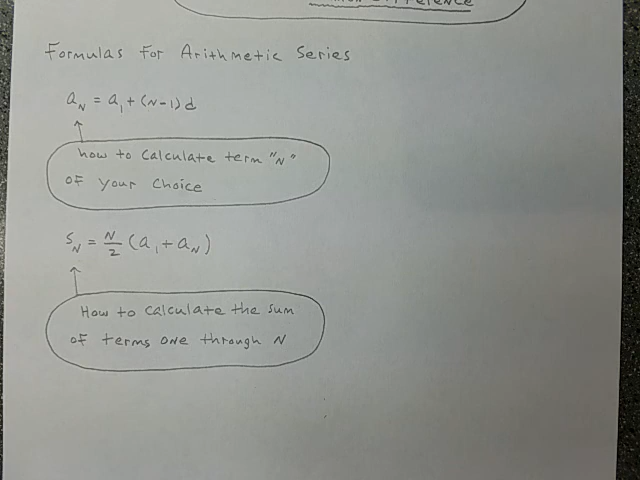 Difference
Formulas For Arithmetic Series
a_N = a_1 + (N-1)d
how to calculate term "N"
of your choice
S_N = N/2 (a_1 + a_N)
How to calculate the sum
of terms one through N